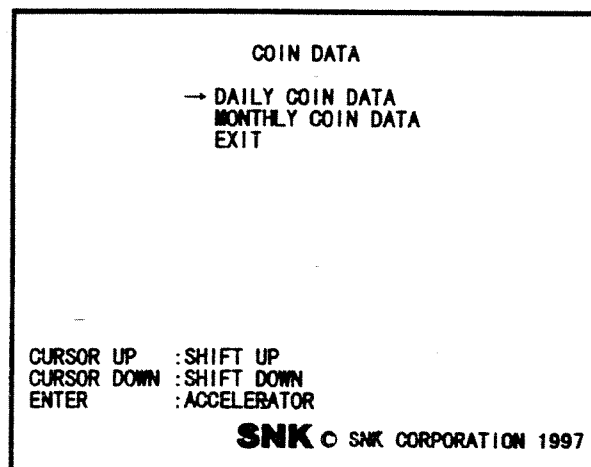 COIN DATA
→ DAILY COIN DATA
MONTHLY COIN DATA
EXIT
CURSOR UP :SHIFT UP
CURSOR DOWN :SHIFT DOWN
ENTER :ACCELERATOR
SNK © SNK CORPORATION 1997